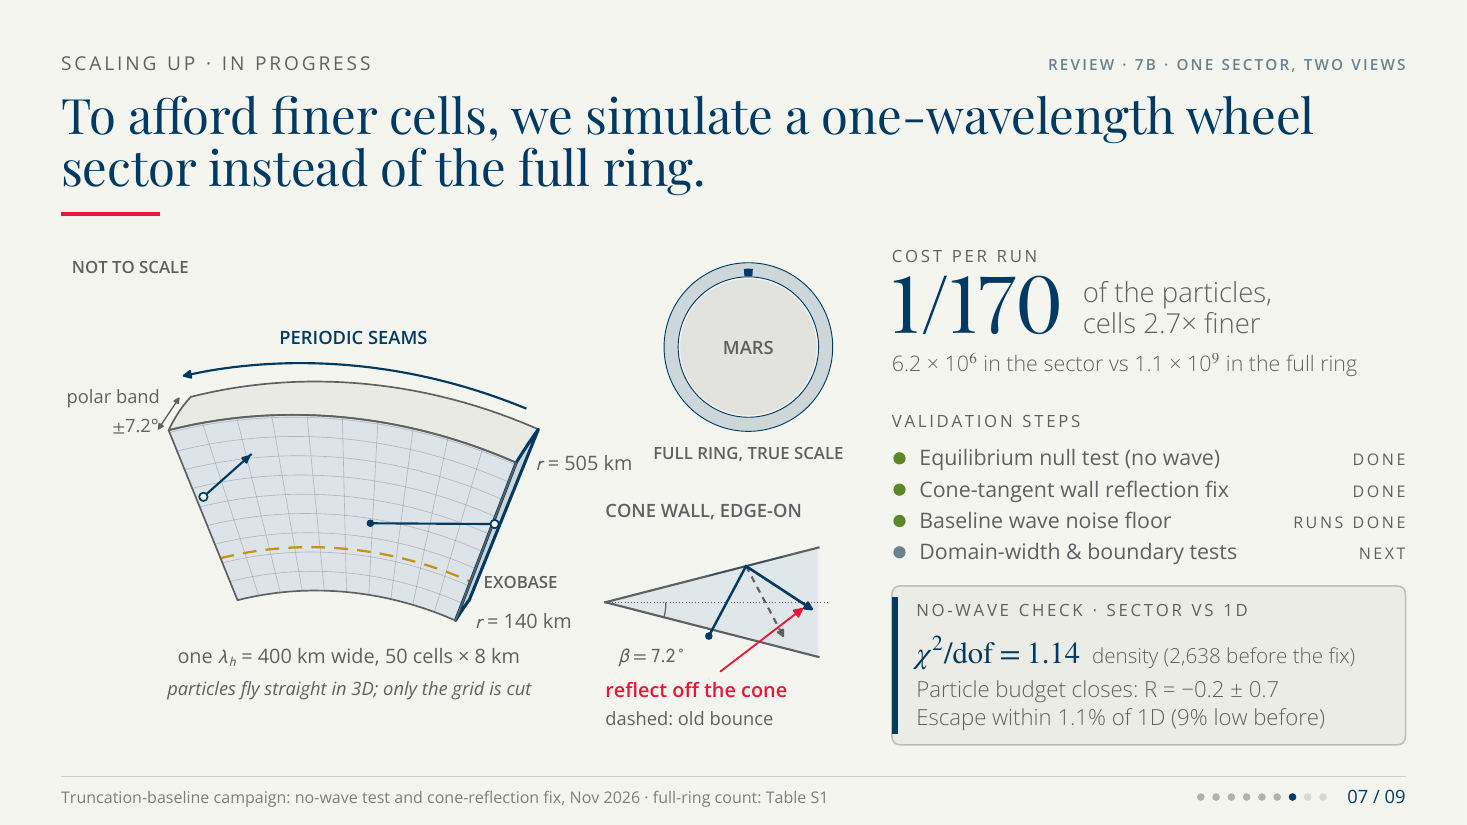 SCALING UP · IN PROGRESS
REVIEW · 7B · ONE SECTOR, TWO VIEWS
To afford finer cells, we simulate a one-wavelength wheel
sector instead of the full ring.
NOT TO SCALE
PERIODIC SEAMS
polar band
±7.2°
r = 505 km
EXOBASE
r = 140 km
one λₕ = 400 km wide, 50 cells × 8 km
particles fly straight in 3D; only the grid is cut
MARS
FULL RING, TRUE SCALE
CONE WALL, EDGE-ON
β = 7.2°
reflect off the cone
dashed: old bounce
COST PER RUN
1/170
of the particles,
cells 2.7× finer
6.2 × 10⁶ in the sector vs 1.1 × 10⁹ in the full ring
VALIDATION STEPS
Equilibrium null test (no wave) DONE
Cone-tangent wall reflection fix DONE
Baseline wave noise floor RUNS DONE
Domain-width & boundary tests NEXT
NO-WAVE CHECK · SECTOR VS 1D
χ²/dof = 1.14 density (2,638 before the fix)
Particle budget closes: R = −0.2 ± 0.7
Escape within 1.1% of 1D (9% low before)
Truncation-baseline campaign: no-wave test and cone-reflection fix, Nov 2026 · full-ring count: Table S1
07 / 09